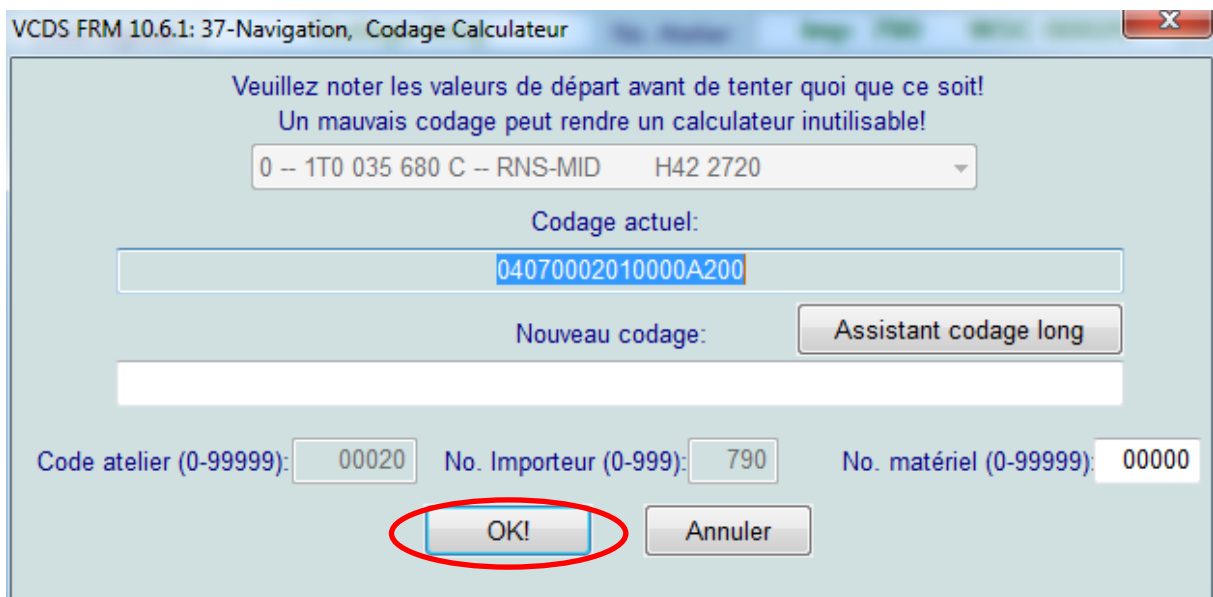 VCDS FRM 10.6.1: 37-Navigation, Codage Calculateur
Veuillez noter les valeurs de départ avant de tenter quoi que ce soit!
Un mauvais codage peut rendre un calculateur inutilisable!
0 -- 1T0 035 680 C -- RNS-MID H42 2720
Codage actuel:
04070002010000A200
Nouveau codage: Assistant codage long
Code atelier (0-99999): 00020 No. Importeur (0-999): 790 No. matériel (0-99999): 00000
OK! Annuler